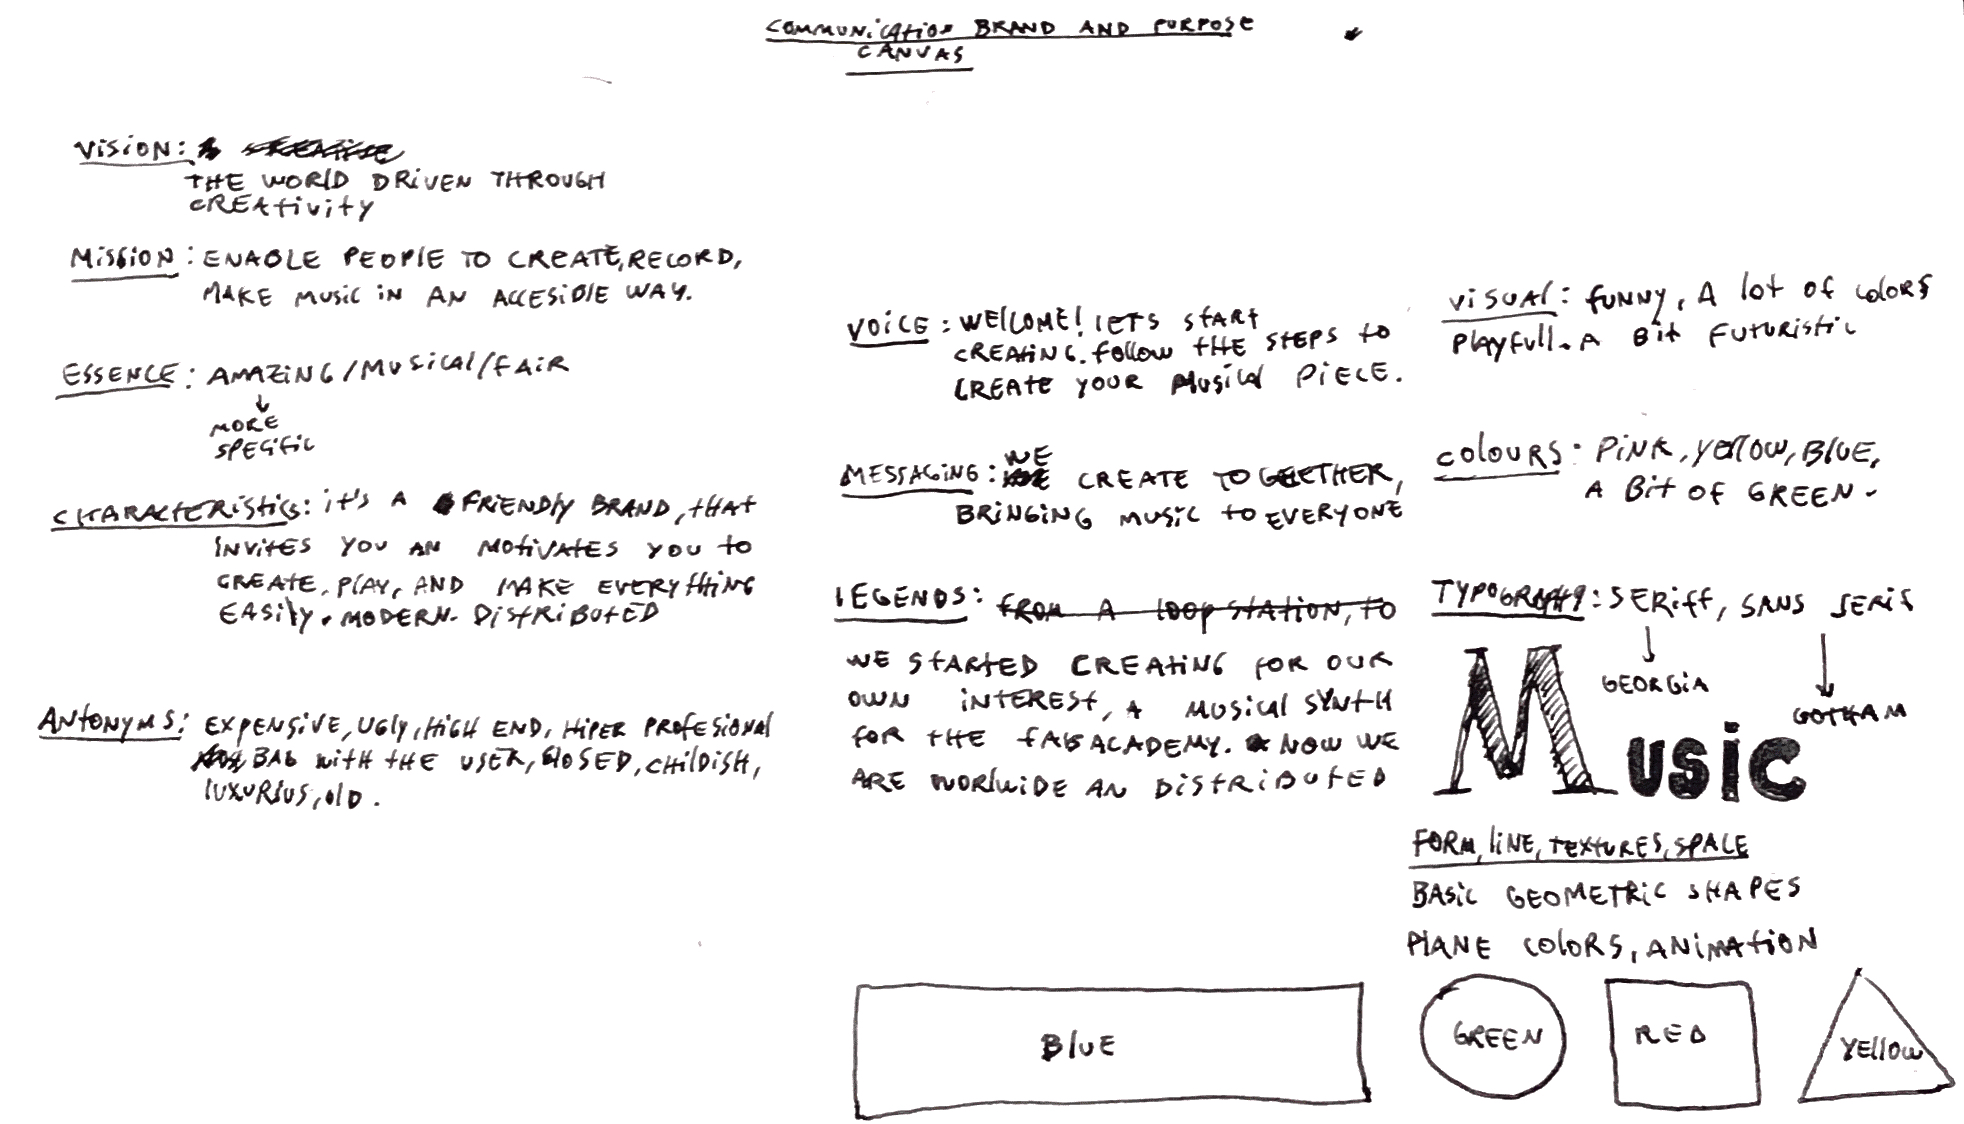 COMMUNICATION BRAND AND PURPOSE
CANVAS
VISION:
THE WORLD DRIVEN THROUGH
CREATIVITY
MISSION: ENABLE PEOPLE TO CREATE, RECORD,
MAKE MUSIC IN AN ACCESIBLE WAY.
ESSENCE: AMAZING/MUSICAL/FAIR
MORE
SPECIFIC
CHARACTERISTICS: IT'S A FRIENDLY BRAND, THAT
INVITES YOU AN MOTIVATES YOU TO
CREATE, PLAY, AND MAKE EVERYTHING
EASILY. MODERN. DISTRIBUTED
ANTONYMS: EXPENSIVE, UGLY, HIGH END, HIPER PROFESIONAL
BAD WITH THE USER, CLOSED, CHILDISH,
LUXURIUS, OLD.
VOICE: WELLCOME! LETS START
CREATING. FOLLOW THE STEPS TO
CREATE YOUR MUSICAL PIECE.
WE
MESSAGING: CREATE TOGETHER,
BRINGING MUSIC TO EVERYONE
LEGENDS: FROM A LOOP STATION, TO
WE STARTED CREATING FOR OUR
OWN INTEREST, A MUSICAL SYNTH
FOR THE FAB ACADEMY. NOW WE
ARE WORLWIDE AN DISTRIBUTED
VISUAL: FUNNY, A LOT OF COLORS
PLAYFULL. A BIT FUTURISTIC
COLOURS: PINK, YELLOW, BLUE,
A BIT OF GREEN.
TYPOGRAPHY: SERIFF, SANS SERIF
GEORGIA
GOTHAM
MUSIC
FORM, LINE, TEXTURES, SPACE
BASIC GEOMETRIC SHAPES
PLANE COLORS, ANIMATION
BLUE GREEN RED YELLOW